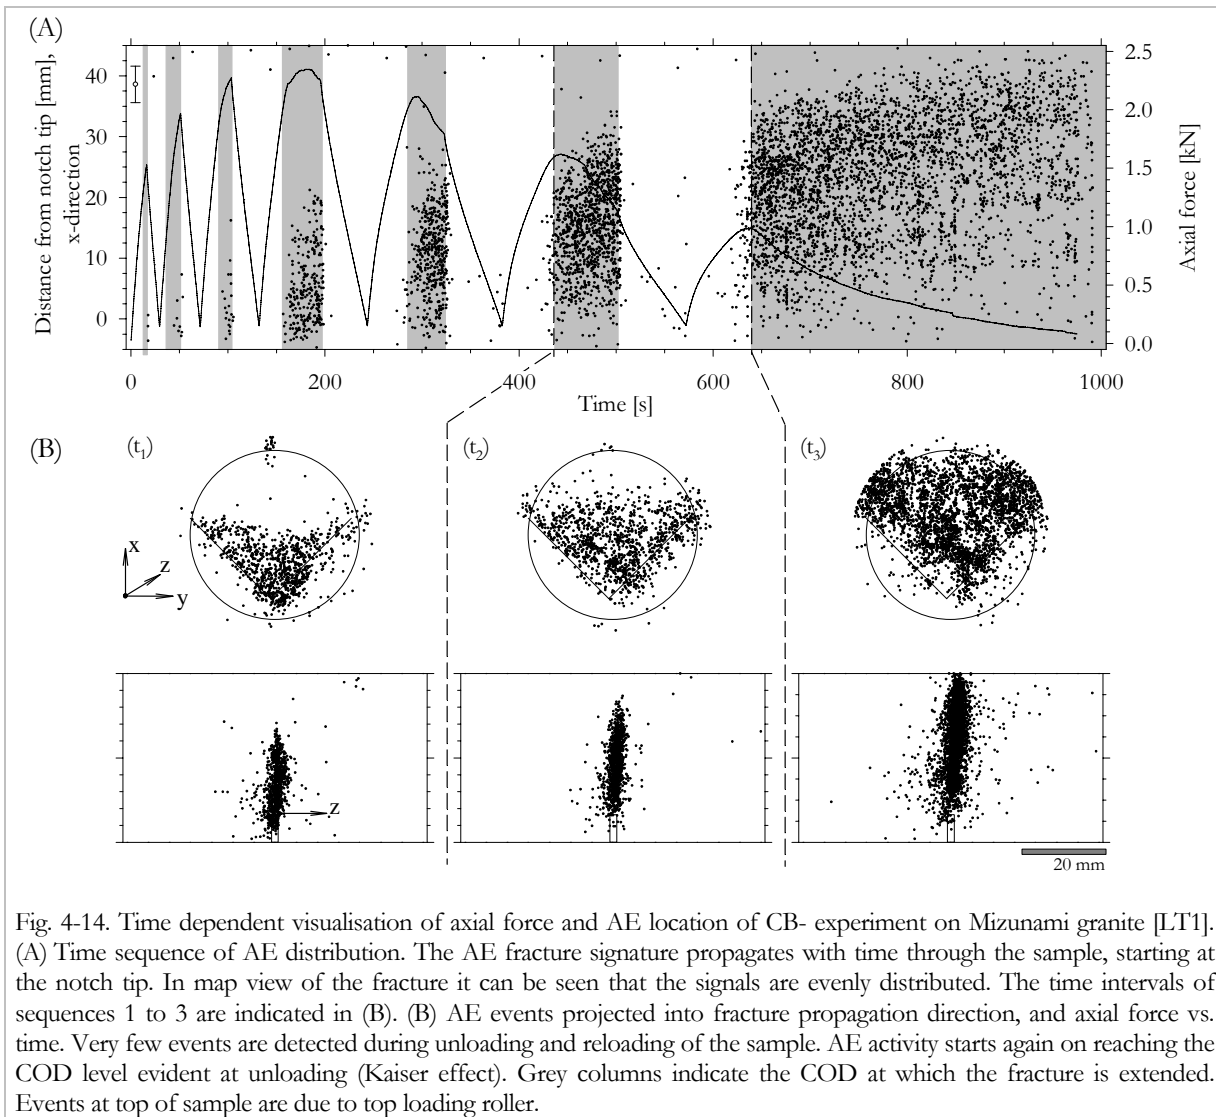 (A)
Distance from notch tip [mm],
x-direction
40
30
20
10
0
2.5
2.0
1.5
1.0
0.5
0.0
Axial force [kN]
0
200
400
600
800
1000
Time [s]
(B)
(t1)
(t2)
(t3)
x
z
y
z
20 mm
Fig. 4-14. Time dependent visualisation of axial force and AE location of CB- experiment on Mizunami granite [LT1].
(A) Time sequence of AE distribution. The AE fracture signature propagates with time through the sample, starting at
the notch tip. In map view of the fracture it can be seen that the signals are evenly distributed. The time intervals of
sequences 1 to 3 are indicated in (B). (B) AE events projected into fracture propagation direction, and axial force vs.
time. Very few events are detected during unloading and reloading of the sample. AE activity starts again on reaching the
COD level evident at unloading (Kaiser effect). Grey columns indicate the COD at which the fracture is extended.
Events at top of sample are due to top loading roller.